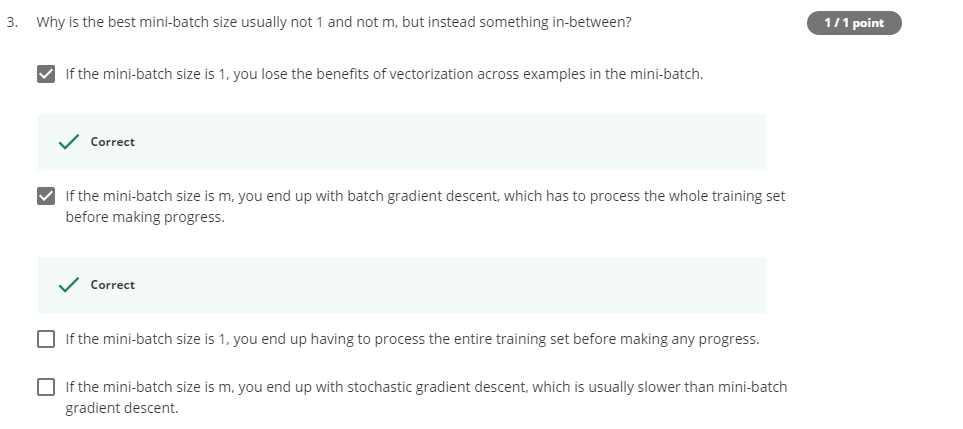 3. Why is the best mini-batch size usually not 1 and not m, but instead something in-between?
1 / 1 point
If the mini-batch size is 1, you lose the benefits of vectorization across examples in the mini-batch.
Correct
If the mini-batch size is m, you end up with batch gradient descent, which has to process the whole training set
before making progress.
Correct
If the mini-batch size is 1, you end up having to process the entire training set before making any progress.
If the mini-batch size is m, you end up with stochastic gradient descent, which is usually slower than mini-batch
gradient descent.